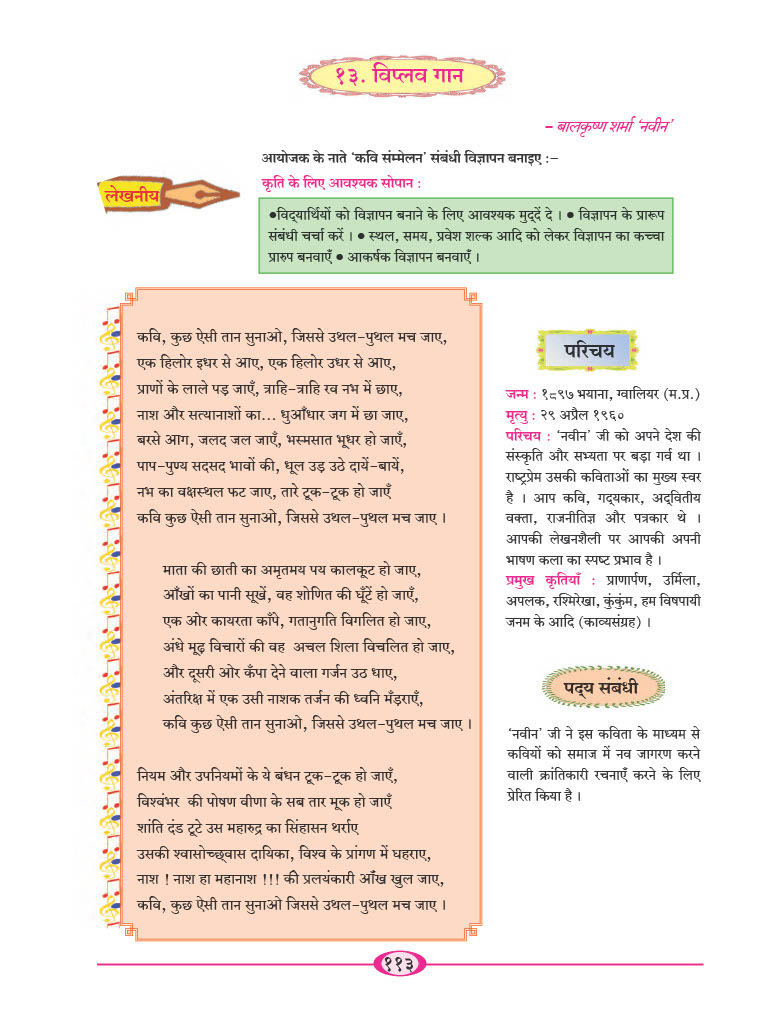 १३. विप्लव गान
– बालकृष्ण शर्मा ‘नवीन’
आयोजक के नाते ‘कवि संम्मेलन’ संबंधी विज्ञापन बनाइए :–
लेखनीय
कृति के लिए आवश्यक सोपान :
●विद्‌यार्थियों को विज्ञापन बनाने के लिए आवश्यक मुद्‌दें दे । ● विज्ञापन के प्रारूप
संबंधी चर्चा करें । ● स्थल, समय, प्रवेश शल्क आदि को लेकर विज्ञापन का कच्चा
प्रारुप बनवाएँ ● आकर्षक विज्ञापन बनवाएँ ।
कवि, कुछ ऐसी तान सुनाओ, जिससे उथल-पुथल मच जाए,
एक हिलोर इधर से आए, एक हिलोर उधर से आए,
प्राणों के लाले पड़ जाएँ, त्राहि-त्राहि रव नभ में छाए,
नाश और सत्यानाशों का... धुआँधार जग में छा जाए,
बरसे आग, जलद जल जाएँ, भस्मसात भूधर हो जाएँ,
पाप-पुण्य सदसद भावों की, धूल उड़ उठे दायें-बायें,
नभ का वक्षस्थल फट जाए, तारे टूक-टूक हो जाएँ
कवि कुछ ऐसी तान सुनाओ, जिससे उथल-पुथल मच जाए ।
माता की छाती का अमृतमय पय कालकूट हो जाए,
आँखों का पानी सूखें, वह शोणित की घूँटें हो जाएँ,
एक ओर कायरता काँपे, गतानुगति विगलित हो जाए,
अंधे मूढ़ विचारों की वह अचल शिला विचलित हो जाए,
और दूसरी ओर कँपा देने वाला गर्जन उठ धाए,
अंतरिक्ष में एक उसी नाशक तर्जन की ध्वनि मँड़राएँ,
कवि कुछ ऐसी तान सुनाओ, जिससे उथल-पुथल मच जाए ।
नियम और उपनियमों के ये बंधन टूक-टूक हो जाएँ,
विश्वंभर की पोषण वीणा के सब तार मूक हो जाएँ
शांति दंड टूटे उस महारुद्र का सिंहासन थर्राए
उसकी श्वासोच्छ्‌वास दायिका, विश्व के प्रांगण में घहराए,
नाश ! नाश हा महानाश !!! की प्रलयंकारी आँख खुल जाए,
कवि, कुछ ऐसी तान सुनाओ जिससे उथल-पुथल मच जाए ।
परिचय
जन्म : १८९७ भयाना, ग्वालियर (म.प्र.)
मृत्यु : २९ अप्रैल १९६०
परिचय : ‘नवीन’ जी को अपने देश की
संस्कृति और सभ्यता पर बड़ा गर्व था ।
राष्ट्रप्रेम उसकी कविताओं का मुख्य स्वर
है । आप कवि, गद्‌यकार, अद्‌वितीय
वक्ता, राजनीतिज्ञ और पत्रकार थे ।
आपकी लेखनशैली पर आपकी अपनी
भाषण कला का स्पष्ट प्रभाव है ।
प्रमुख कृतियाँ : प्राणार्पण, उर्मिला,
अपलक, रश्मिरेखा, कुंकुंम, हम विषपायी
जनम के आदि (काव्यसंग्रह) ।
पद्‌य संबंधी
‘नवीन’ जी ने इस कविता के माध्यम से
कवियों को समाज में नव जागरण करने
वाली क्रांतिकारी रचनाएँ करने के लिए
प्रेरित किया है ।
११३